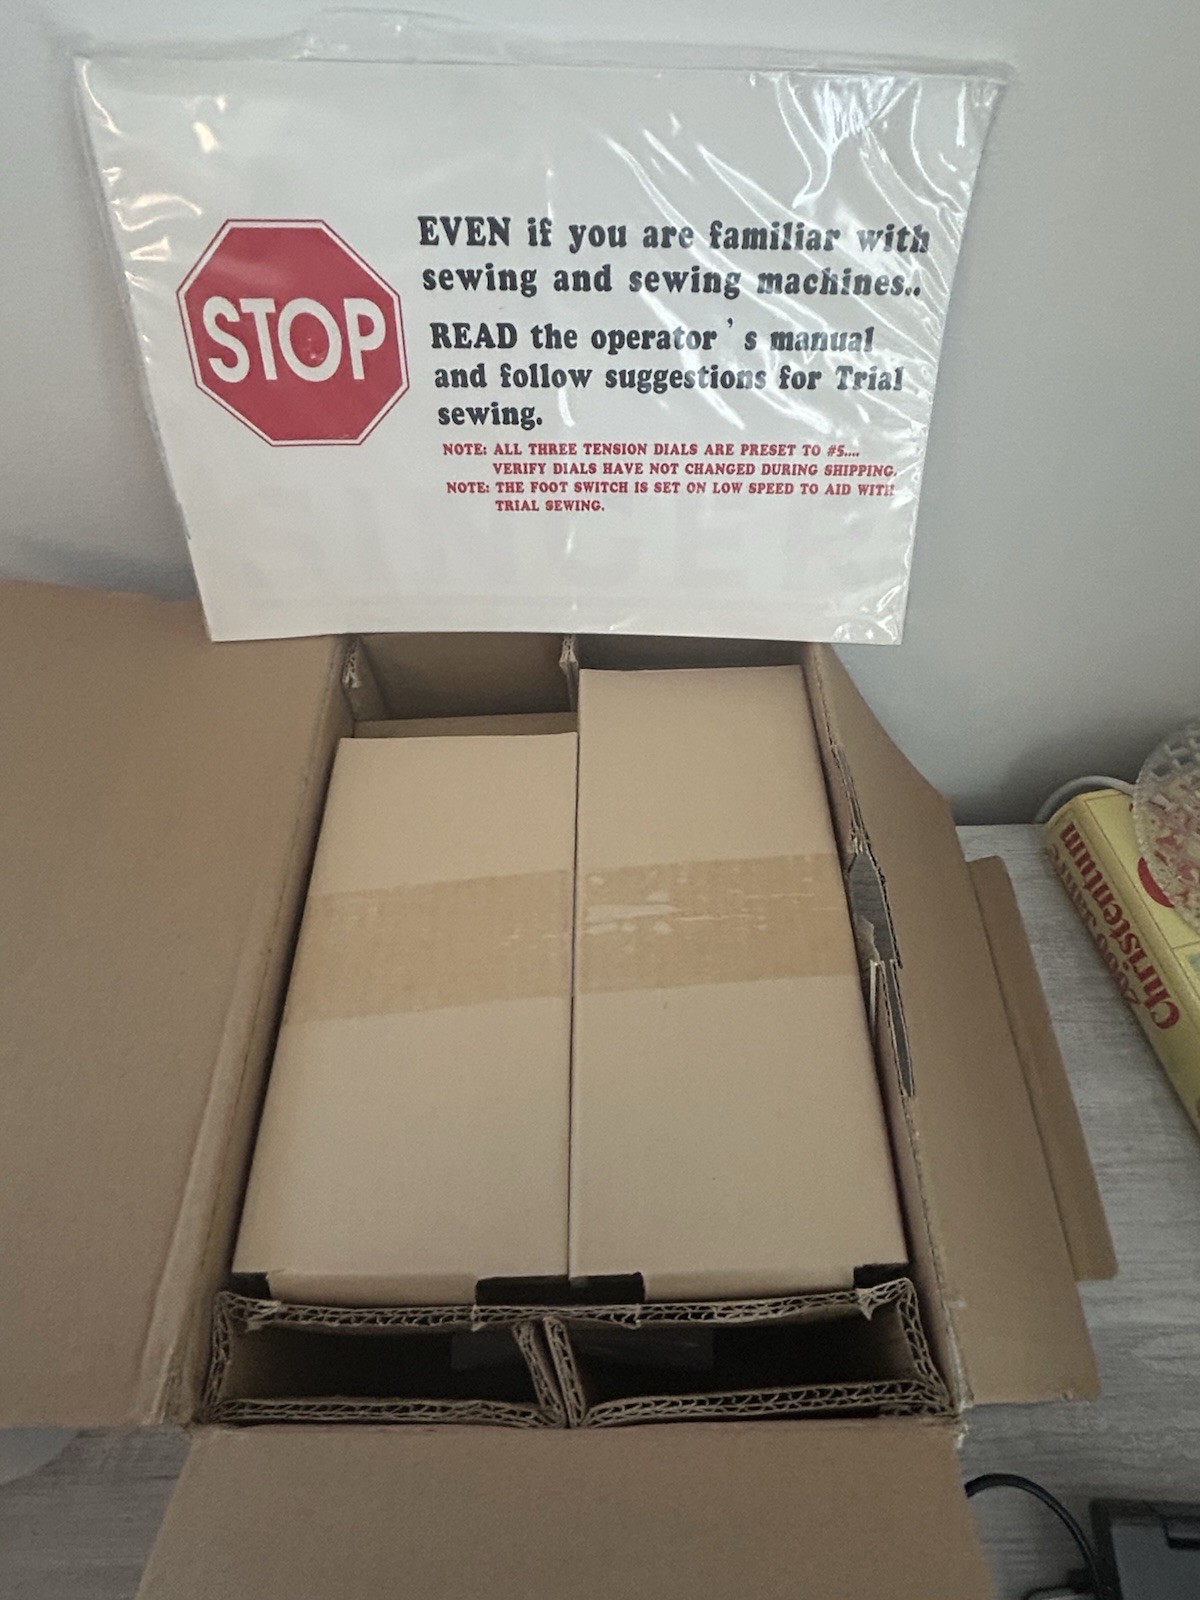 STOP
EVEN if you are familiar with
sewing and sewing machines..
READ the operator ' s manual
and follow suggestions for Trial
sewing.
NOTE: ALL THREE TENSION DIALS ARE PRESET TO #5....
VERIFY DIALS HAVE NOT CHANGED DURING SHIPPING.
NOTE: THE FOOT SWITCH IS SET ON LOW SPEED TO AID WITH
TRIAL SEWING.
2000 Jahre
Christentum